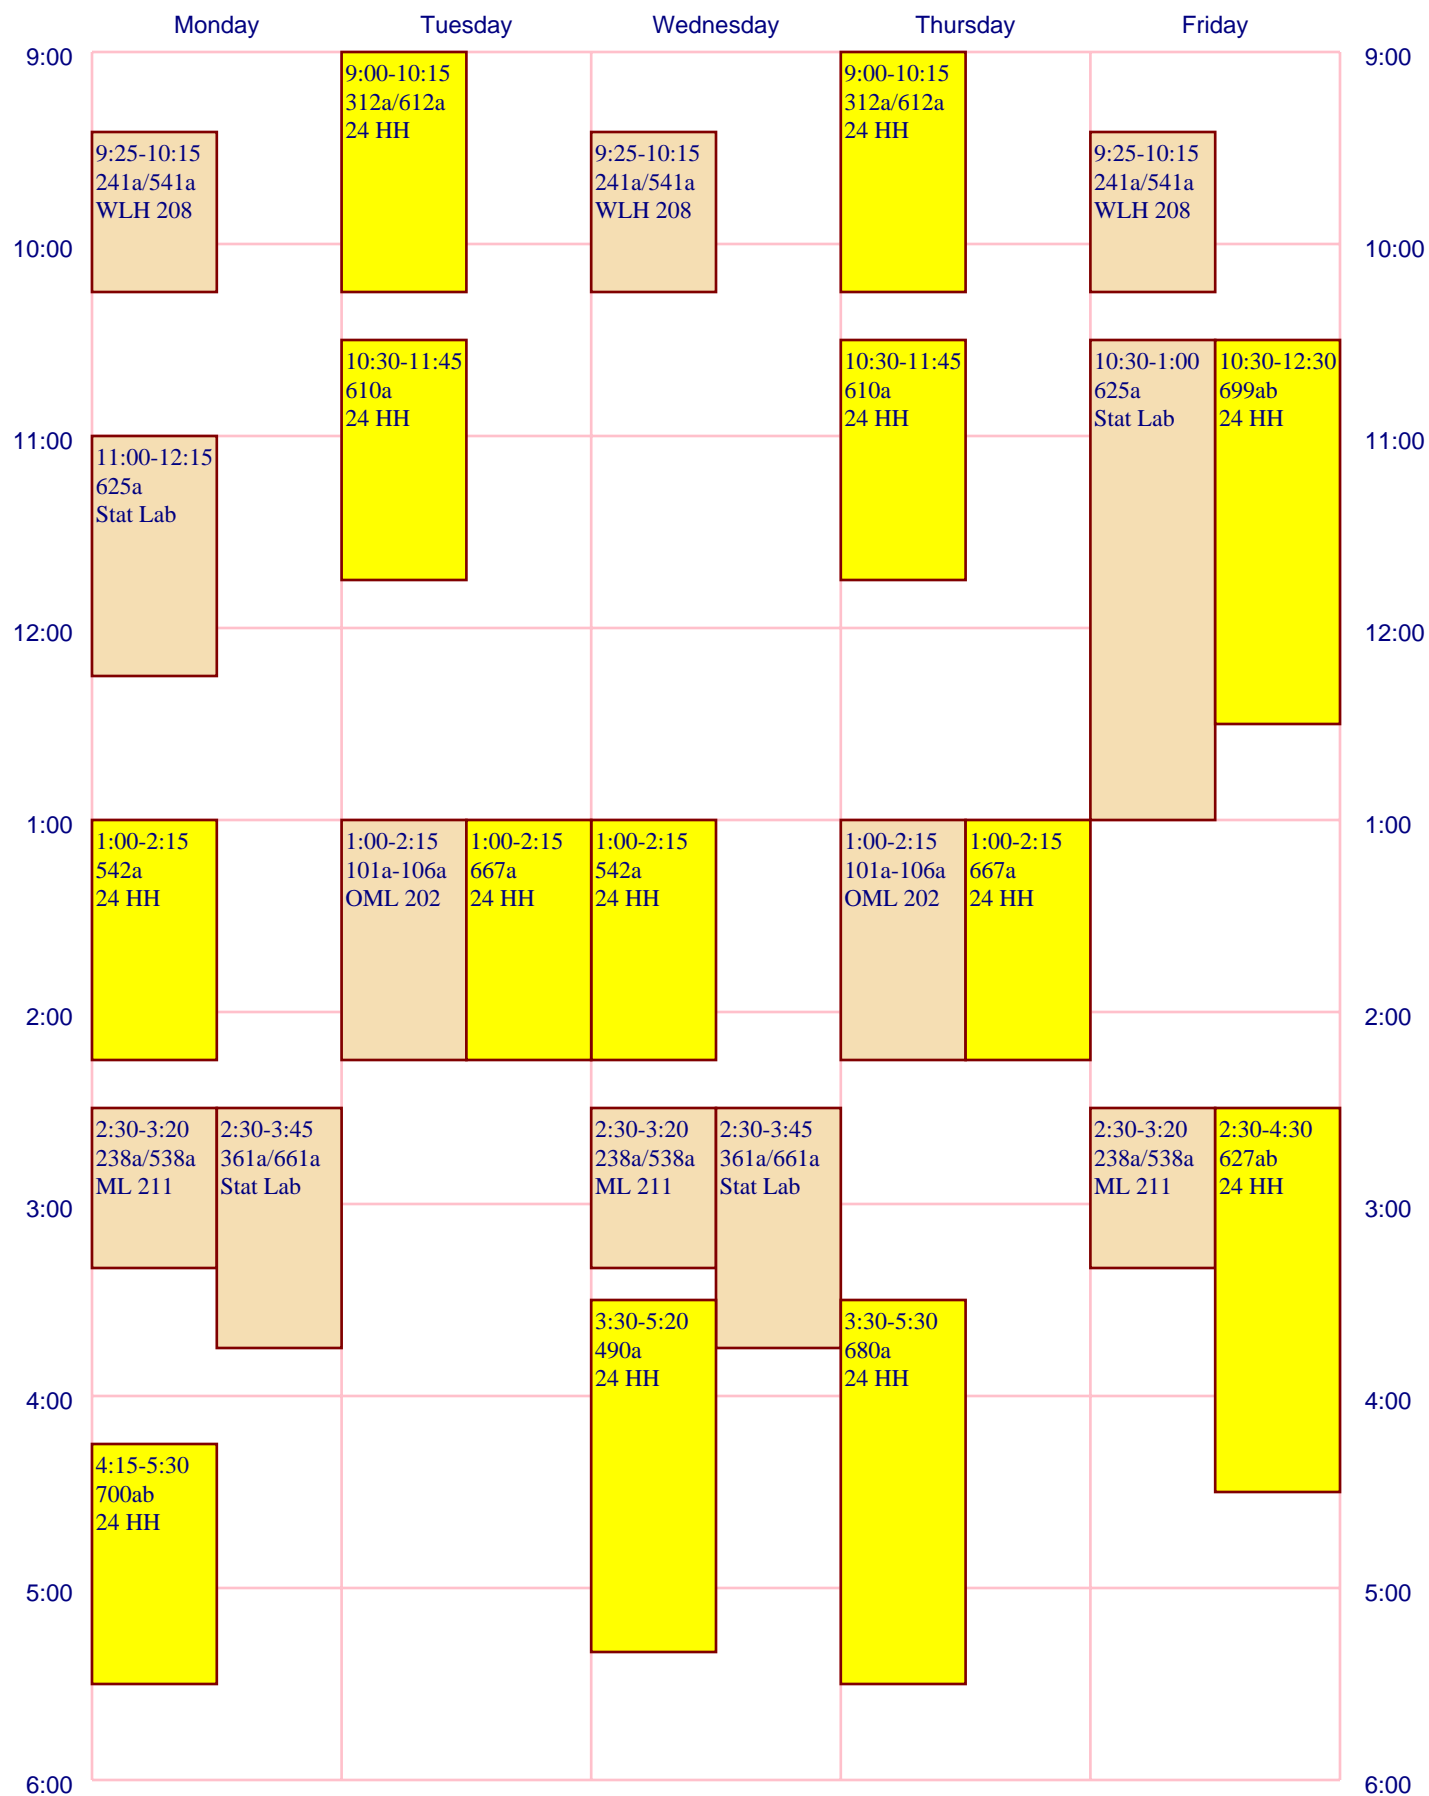 Monday
Tuesday
Wednesday
Thursday
Friday
9:00
9:00
9:00-10:15
312a/612a
24 HH
9:00-10:15
312a/612a
24 HH
9:25-10:15
241a/541a
WLH 208
9:25-10:15
241a/541a
WLH 208
9:25-10:15
241a/541a
WLH 208
10:00
10:00
10:30-11:45
610a
24 HH
10:30-11:45
610a
24 HH
10:30-1:00
625a
Stat Lab
10:30-12:30
699ab
24 HH
11:00
11:00
11:00-12:15
625a
Stat Lab
12:00
12:00
1:00
1:00
1:00-2:15
542a
24 HH
1:00-2:15
101a-106a
OML 202
1:00-2:15
667a
24 HH
1:00-2:15
542a
24 HH
1:00-2:15
101a-106a
OML 202
1:00-2:15
667a
24 HH
2:00
2:00
2:30-3:20
238a/538a
ML 211
2:30-3:45
361a/661a
Stat Lab
2:30-3:20
238a/538a
ML 211
2:30-3:45
361a/661a
Stat Lab
2:30-3:20
238a/538a
ML 211
2:30-4:30
627ab
24 HH
3:00
3:00
3:30-5:20
490a
24 HH
3:30-5:30
680a
24 HH
4:00
4:00
4:15-5:30
700ab
24 HH
5:00
5:00
6:00
6:00